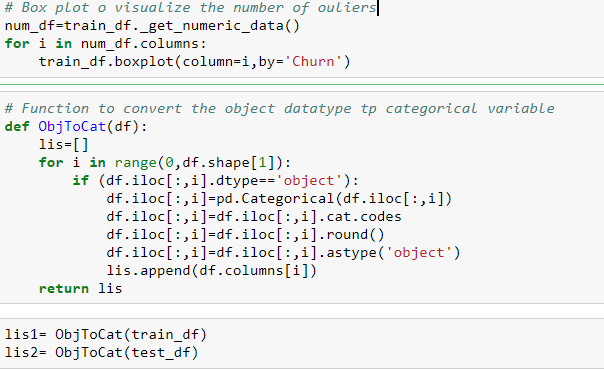 # Box plot o visualize the number of ouliers
num_df=train_df._get_numeric_data()
for i in num_df.columns:
    train_df.boxplot(column=i,by='Churn')
# Function to convert the object datatype tp categorical variable
def ObjToCat(df):
    lis=[]
    for i in range(0,df.shape[1]):
        if (df.iloc[:,i].dtype=='object'):
            df.iloc[:,i]=pd.Categorical(df.iloc[:,i])
            df.iloc[:,i]=df.iloc[:,i].cat.codes
            df.iloc[:,i]=df.iloc[:,i].round()
            df.iloc[:,i]=df.iloc[:,i].astype('object')
            lis.append(df.columns[i])
    return lis
lis1= ObjToCat(train_df)
lis2= ObjToCat(test_df)